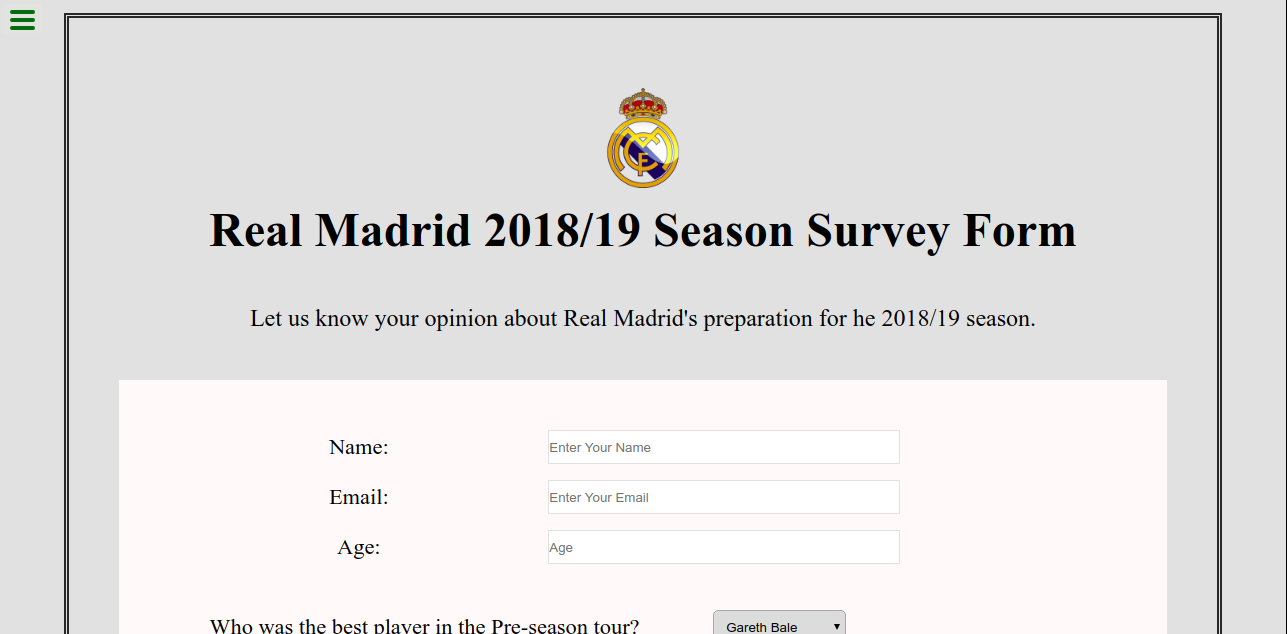 Real Madrid 2018/19 Season Survey Form
Let us know your opinion about Real Madrid's preparation for he 2018/19 season.
Name: Enter Your Name
Email: Enter Your Email
Age: Age
Who was the best player in the Pre-season tour? Gareth Bale